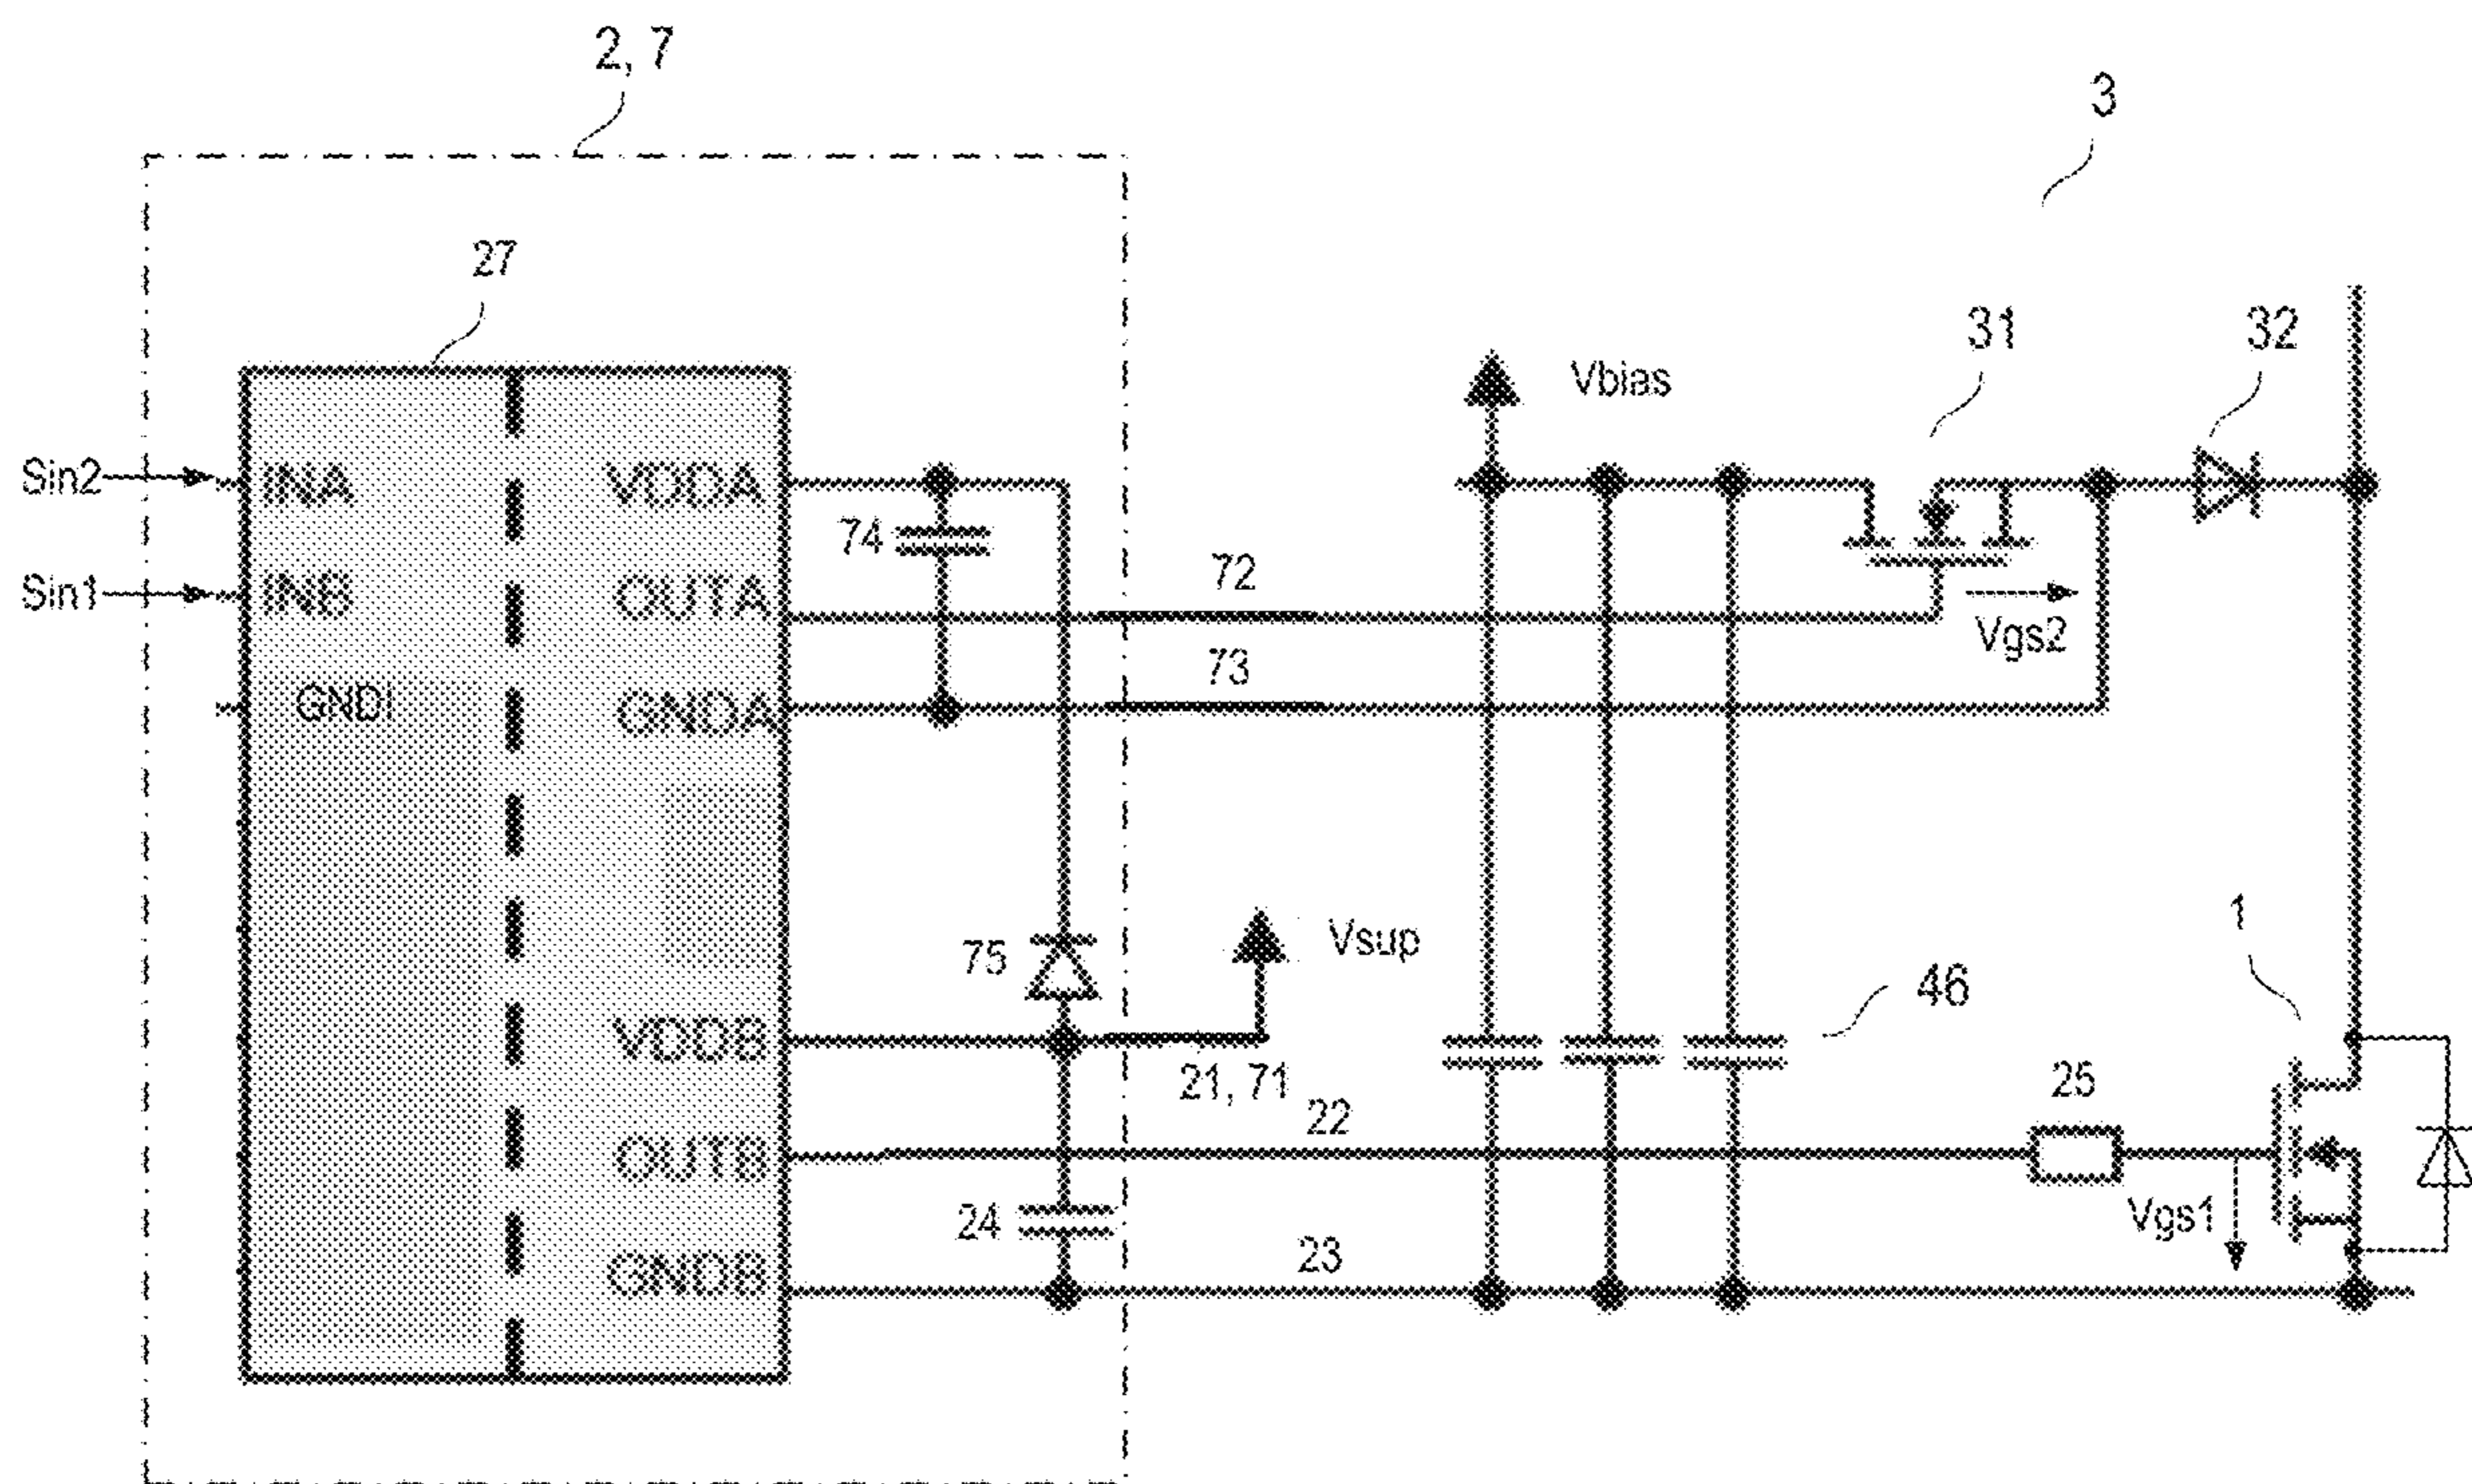 2, 7
3
27
31
32
Vbias
Sin2
INA
VDDA
74
72
Sin1
INB
OUTA
Vgs2
73
GNDI
GNDA
1
75
Vsup
46
VDDB
21, 71
22
25
OUTB
24
Vgs1
23
GNDB